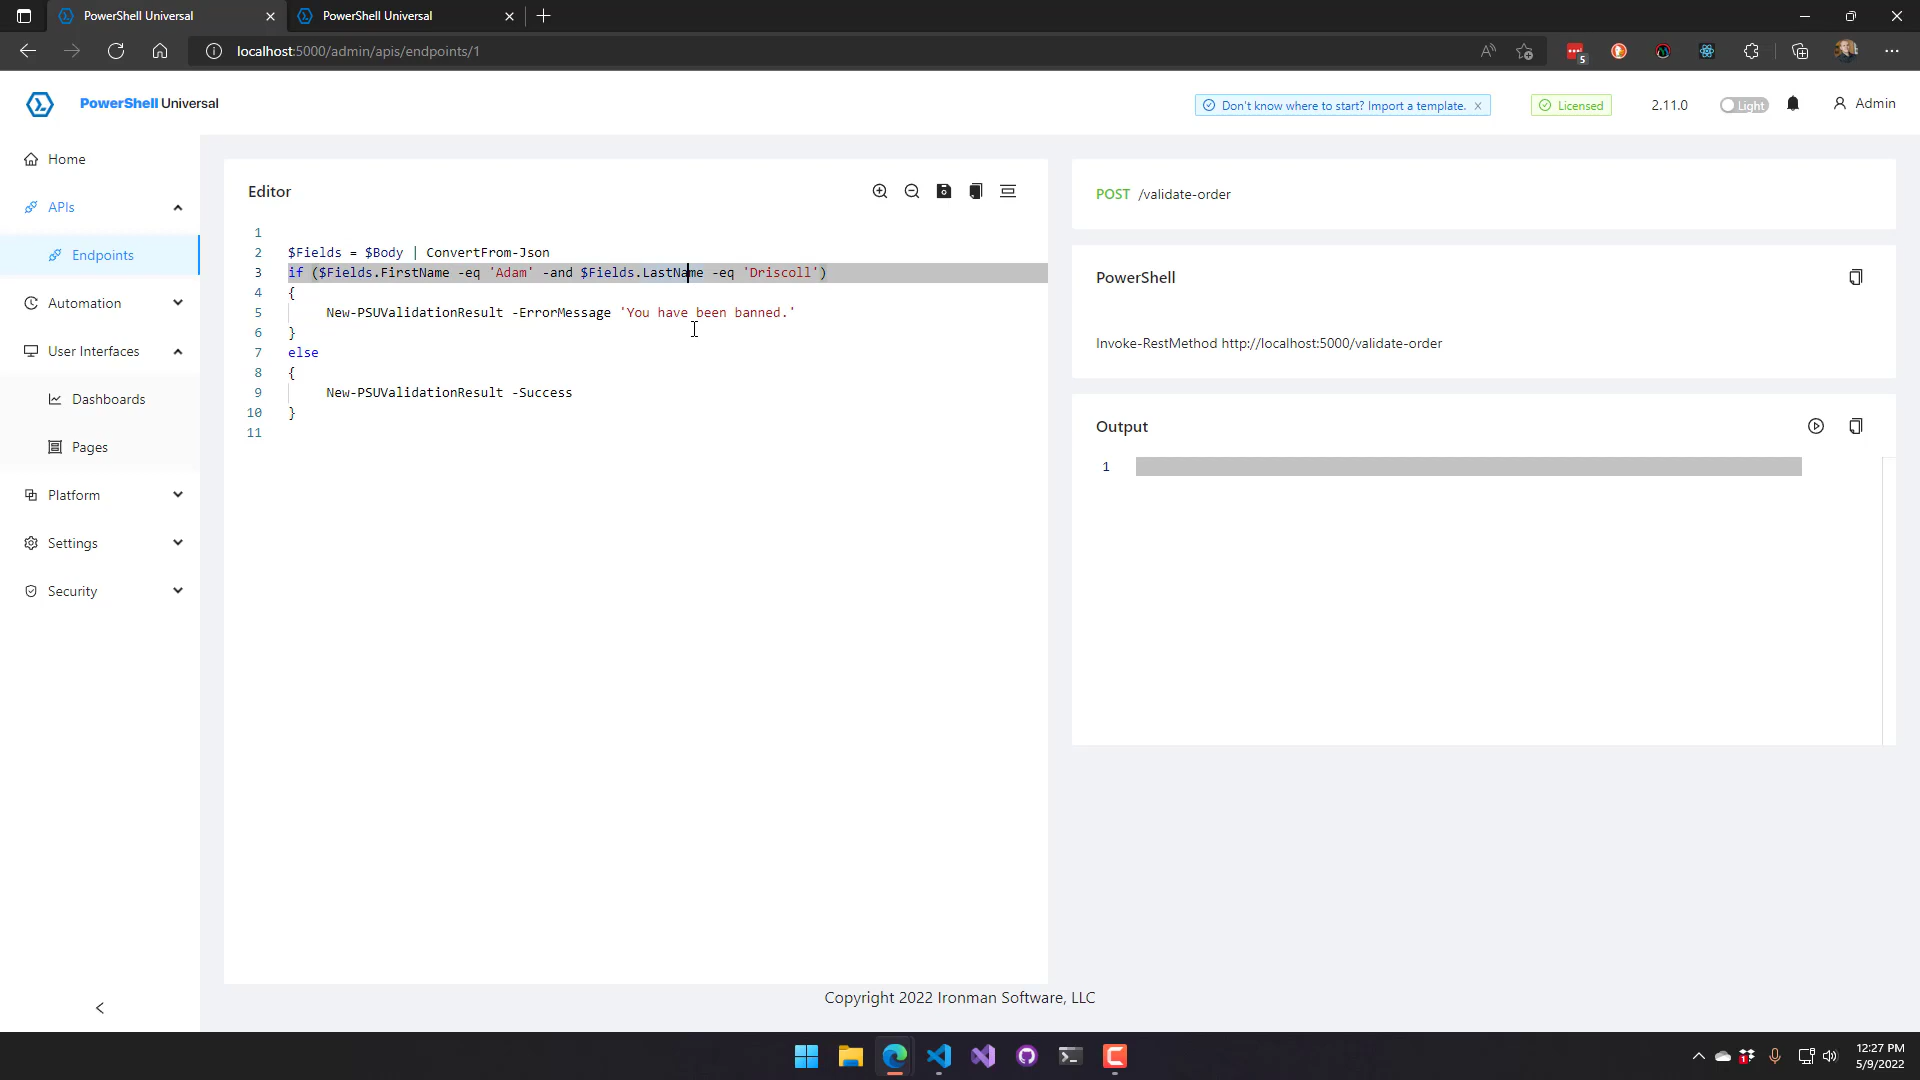 PowerShell Universal
PowerShell Universal
localhost:5000/admin/apis/endpoints/1
5
PowerShell Universal
Don't know where to start? Import a template.
Licensed
2.11.0
Light
Admin
Home
APIs
Endpoints
Automation
User Interfaces
Dashboards
Pages
Platform
Settings
Security
Editor
1
2 $Fields = $Body | ConvertFrom-Json
3 if ($Fields.FirstName -eq 'Adam' -and $Fields.LastName -eq 'Driscoll')
4 {
5 New-PSUValidationResult -ErrorMessage 'You have been banned.'
6 }
7 else
8 {
9 New-PSUValidationResult -Success
10 }
11
POST /validate-order
PowerShell
Invoke-RestMethod http://localhost:5000/validate-order
Output
1
Copyright 2022 Ironman Software, LLC
12:27 PM
5/9/2022